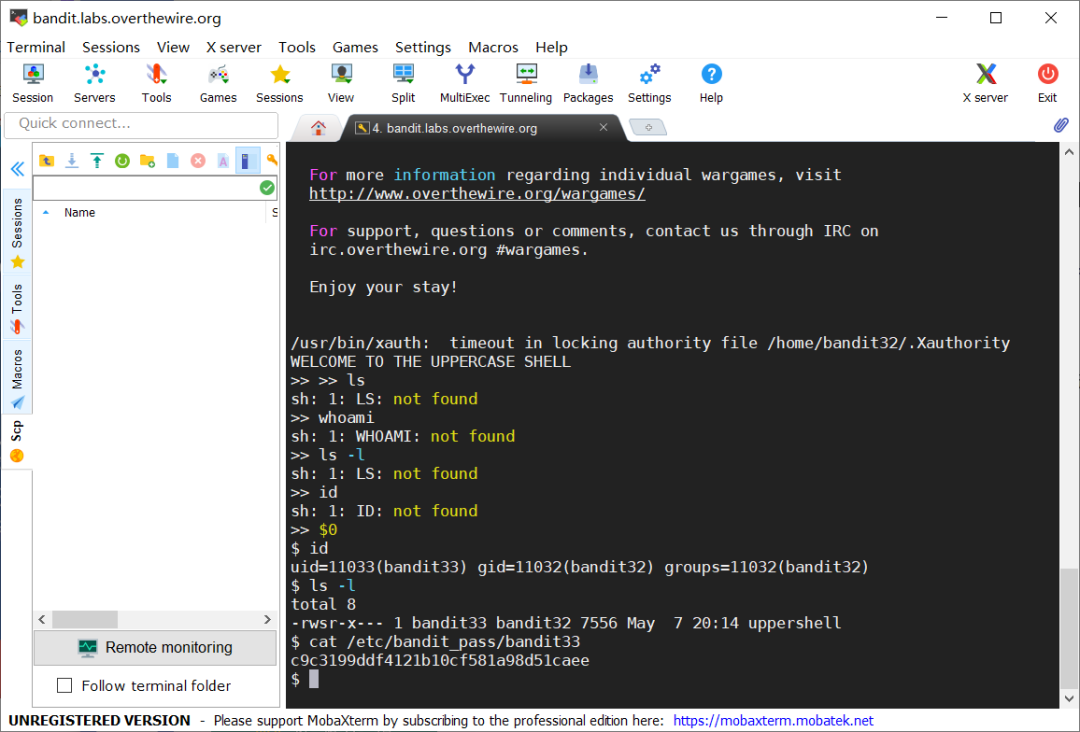 bandit.labs.overthewire.org
Terminal Sessions View X server Tools Games Settings Macros Help
Session Servers Tools Games Sessions View Split MultiExec Tunneling Packages Settings Help X server Exit
Quick connect...
4. bandit.labs.overthewire.org
Sessions
Tools
Macros
Scp
Name S
Remote monitoring
Follow terminal folder
For more information regarding individual wargames, visit
http://www.overthewire.org/wargames/
For support, questions or comments, contact us through IRC on
irc.overthewire.org #wargames.
Enjoy your stay!
/usr/bin/xauth:  timeout in locking authority file /home/bandit32/.Xauthority
WELCOME TO THE UPPERCASE SHELL
>> >> ls
sh: 1: LS: not found
>> whoami
sh: 1: WHOAMI: not found
>> ls -l
sh: 1: LS: not found
>> id
sh: 1: ID: not found
>> $0
$ id
uid=11033(bandit33) gid=11032(bandit32) groups=11032(bandit32)
$ ls -l
total 8
-rwsr-x--- 1 bandit33 bandit32 7556 May  7 20:14 uppershell
$ cat /etc/bandit_pass/bandit33
c9c3199ddf4121b10cf581a98d51caee
$
UNREGISTERED VERSION - Please support MobaXterm by subscribing to the professional edition here: https://mobaxterm.mobatek.net